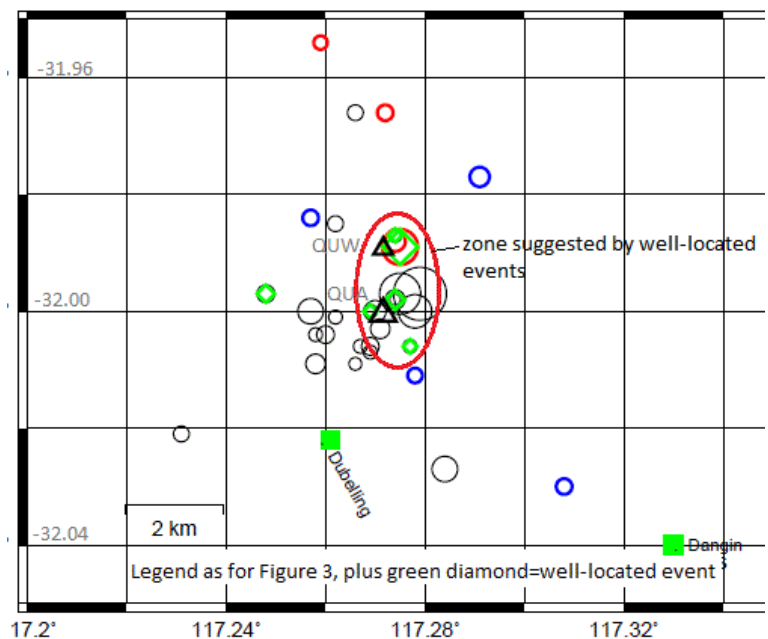 -31.96
QUW
zone suggested by well-located
events
QUA
-32.00
Dubelling
2 km
-32.04
Dangin
Legend as for Figure 3, plus green diamond=well-located event
17.2°
117.24°
117.28°
117.32°